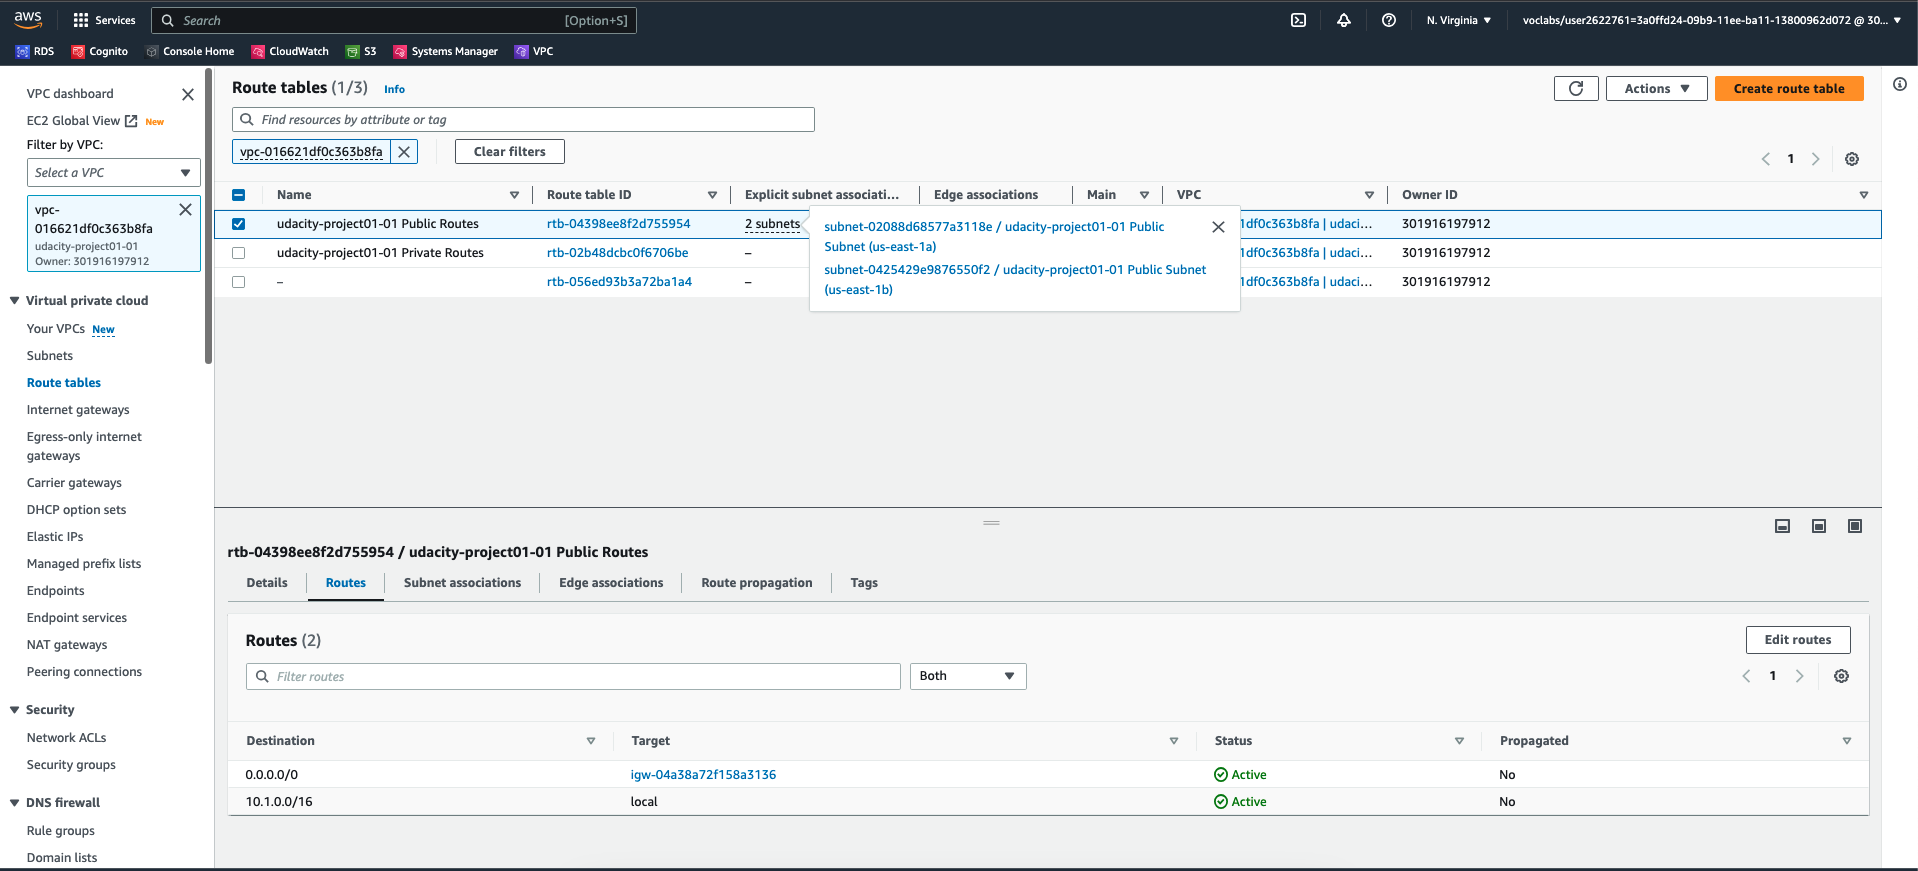 aws
Services
Search
[Option+S]
N. Virginia
voclabs/user2622761=3a0ffd24-09b9-11ee-ba11-13800962d072 @ 30...
RDS
Cognito
Console Home
CloudWatch
S3
Systems Manager
VPC
VPC dashboard
EC2 Global View New
Filter by VPC:
Select a VPC
vpc-
016621df0c363b8fa
udacity-project01-01
Owner: 301916197912
Virtual private cloud
Your VPCs New
Subnets
Route tables
Internet gateways
Egress-only internet
gateways
Carrier gateways
DHCP option sets
Elastic IPs
Managed prefix lists
Endpoints
Endpoint services
NAT gateways
Peering connections
Security
Network ACLs
Security groups
DNS firewall
Rule groups
Domain lists
Route tables (1/3) Info
Actions
Create route table
Find resources by attribute or tag
vpc-016621df0c363b8fa
Clear filters
1
Name Route table ID Explicit subnet associati... Edge associations Main VPC Owner ID
udacity-project01-01 Public Routes rtb-04398ee8f2d755954 2 subnets 1df0c363b8fa | udaci... 301916197912
udacity-project01-01 Private Routes rtb-02b48dcbc0f6706be – 1df0c363b8fa | udaci... 301916197912
– rtb-056ed93b3a72ba1a4 – 1df0c363b8fa | udaci... 301916197912
subnet-02088d68577a3118e / udacity-project01-01 Public
Subnet (us-east-1a)
subnet-0425429e9876550f2 / udacity-project01-01 Public Subnet
(us-east-1b)
rtb-04398ee8f2d755954 / udacity-project01-01 Public Routes
Details Routes Subnet associations Edge associations Route propagation Tags
Routes (2)
Edit routes
Filter routes
Both
1
Destination Target Status Propagated
0.0.0.0/0 igw-04a38a72f158a3136 Active No
10.1.0.0/16 local Active No